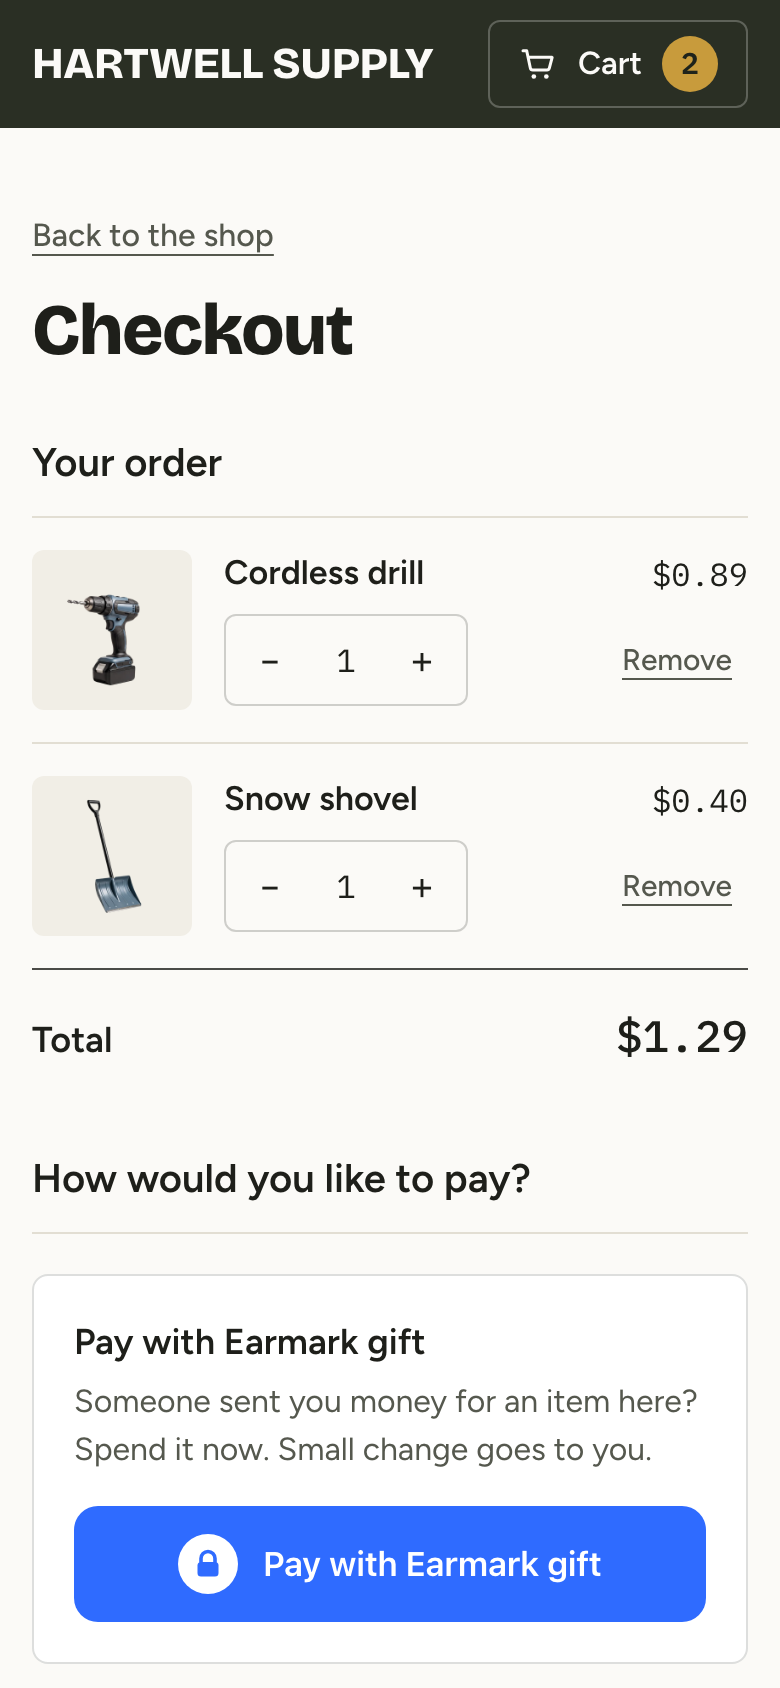 HARTWELL SUPPLY
Cart 2
Back to the shop
Checkout
Your order
Cordless drill $0.89
− 1 + Remove
Snow shovel $0.40
− 1 + Remove
Total $1.29
How would you like to pay?
Pay with Earmark gift
Someone sent you money for an item here?
Spend it now. Small change goes to you.
Pay with Earmark gift